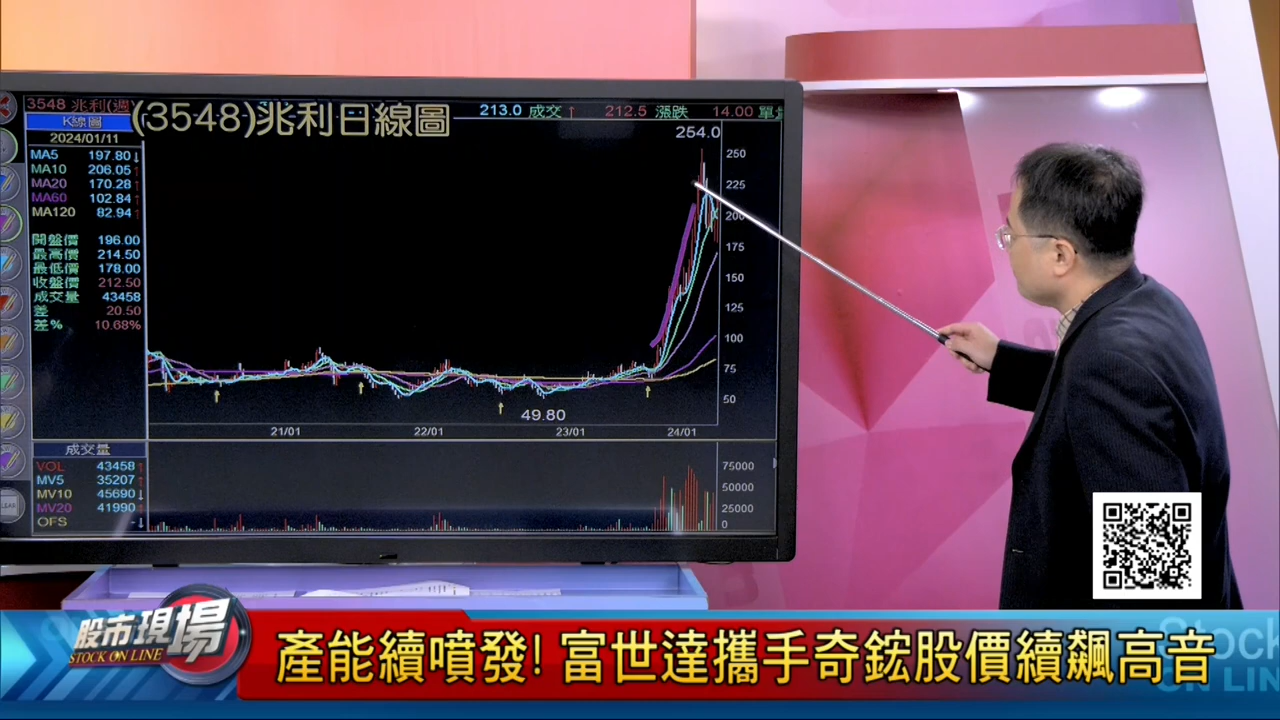 3548 兆利(週)
(3548)兆利日線圖
213.0 成交↑ 212.5 漲跌 14.00 單量
K線圖
2024/01/11
MA5 197.80↓
MA10 206.05↑
MA20 170.28↑
MA60 102.84↑
MA120 82.94↑
開盤價 196.00
最高價 214.50
最低價 178.00
收盤價 212.50
成交量 43458
差 20.50
差% 10.68%
254.0
250
225
200
175
150
125
100
75
50
49.80
21/01 22/01 23/01 24/01
成交量
VOL 43458↑
MV5 35207↑
MV10 45690↓
MV20 41990↑
OFS -↓
75000
50000
25000
0
股市現場
STOCK ON LINE
產能續噴發! 富世達攜手奇鋐股價續飆高音
Stock
ON LIN